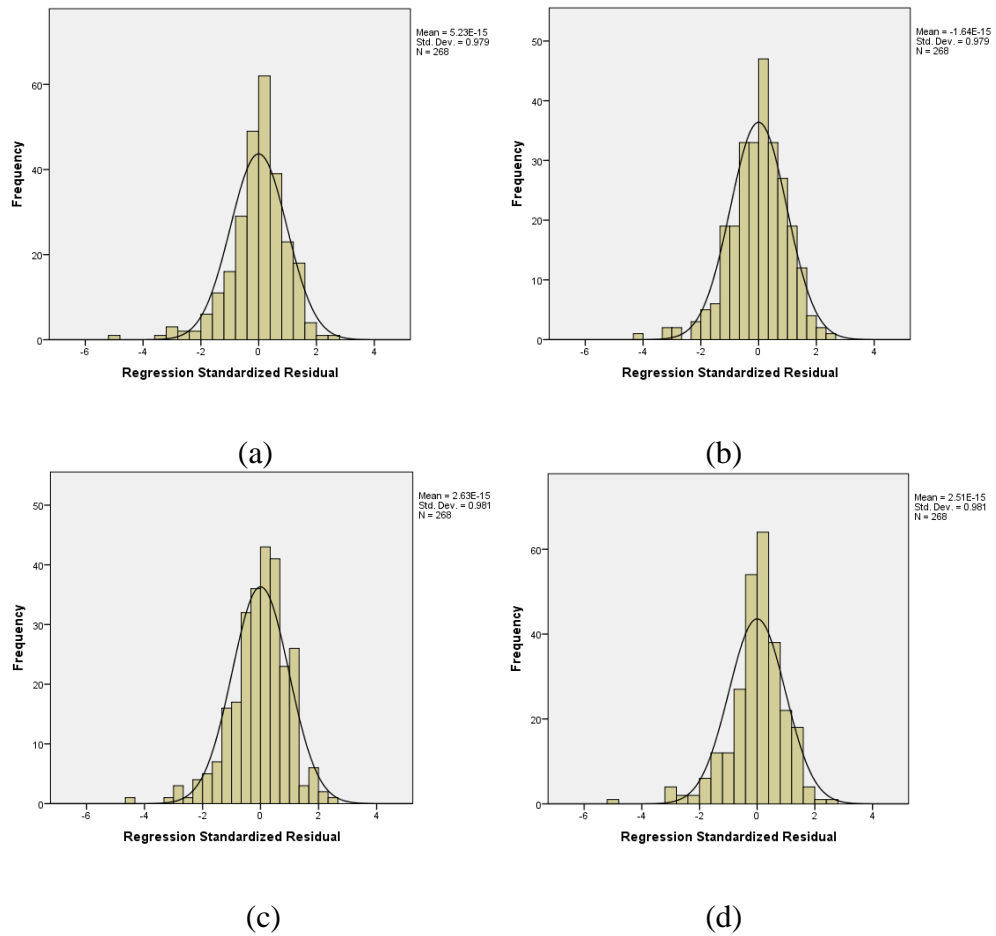 Mean = 5.23E-15
Std. Dev. = 0.979
N = 268
60
40
20
0
Frequency
-6 -4 -2 0 2 4
Regression Standardized Residual
(a)
Mean = -1.64E-15
Std. Dev. = 0.979
N = 268
50
40
30
20
10
0
Frequency
-6 -4 -2 0 2 4
Regression Standardized Residual
(b)
Mean = 2.63E-15
Std. Dev. = 0.981
N = 268
50
40
30
20
10
0
Frequency
-6 -4 -2 0 2 4
Regression Standardized Residual
(c)
Mean = 2.51E-15
Std. Dev. = 0.981
N = 268
60
40
20
0
Frequency
-6 -4 -2 0 2 4
Regression Standardized Residual
(d)